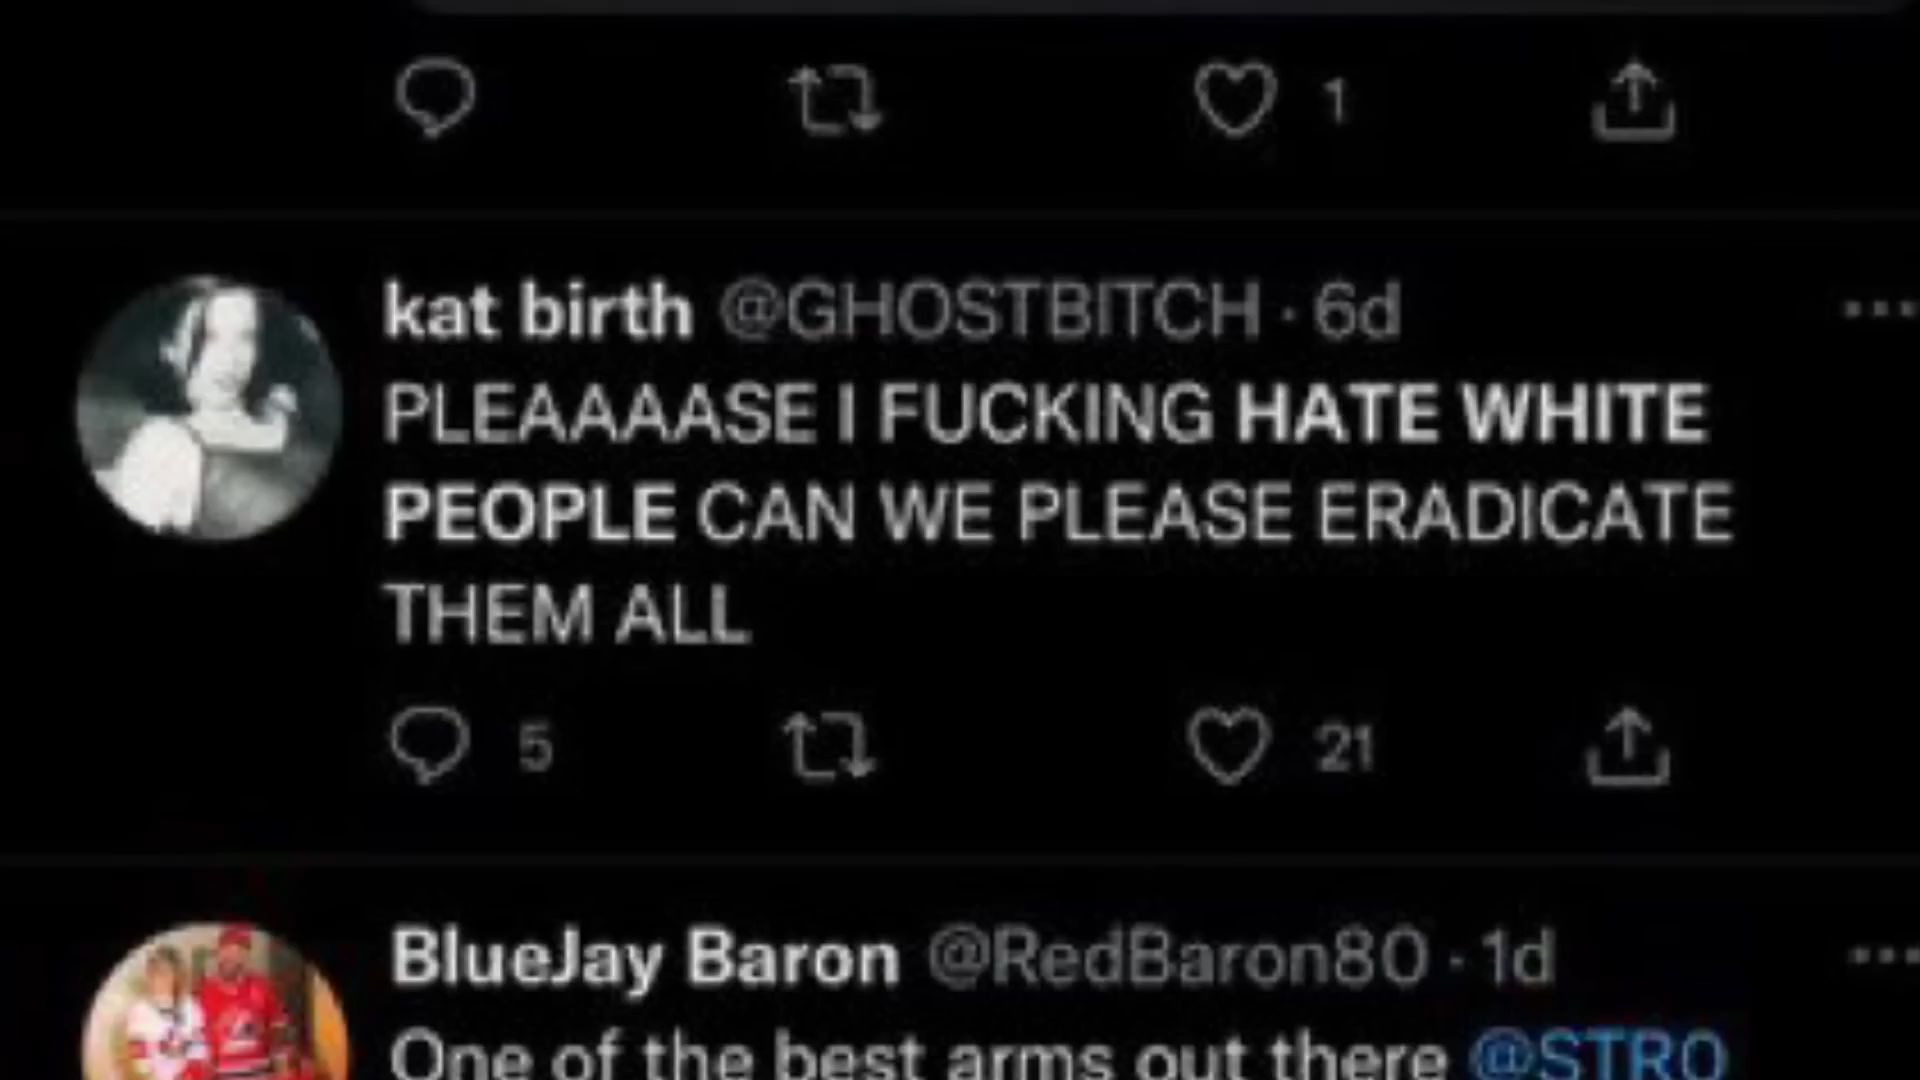 1
kat birth @GHOSTBITCH · 6d
PLEAAAASE I FUCKING HATE WHITE
PEOPLE CAN WE PLEASE ERADICATE
THEM ALL
5 21
BlueJay Baron @RedBaron80 · 1d
One of the best arms out there @STRO